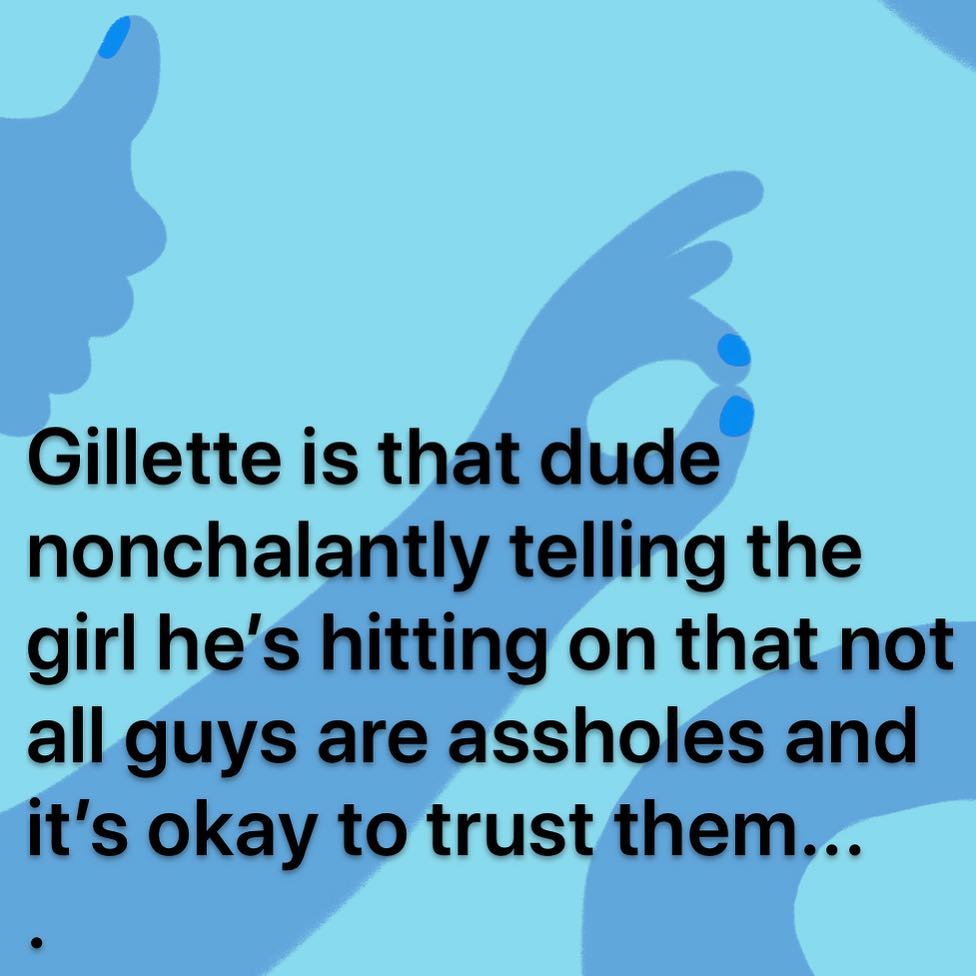 Gillette is that dude
nonchalantly telling the
girl he’s hitting on that not
all guys are assholes and
it’s okay to trust them...
.